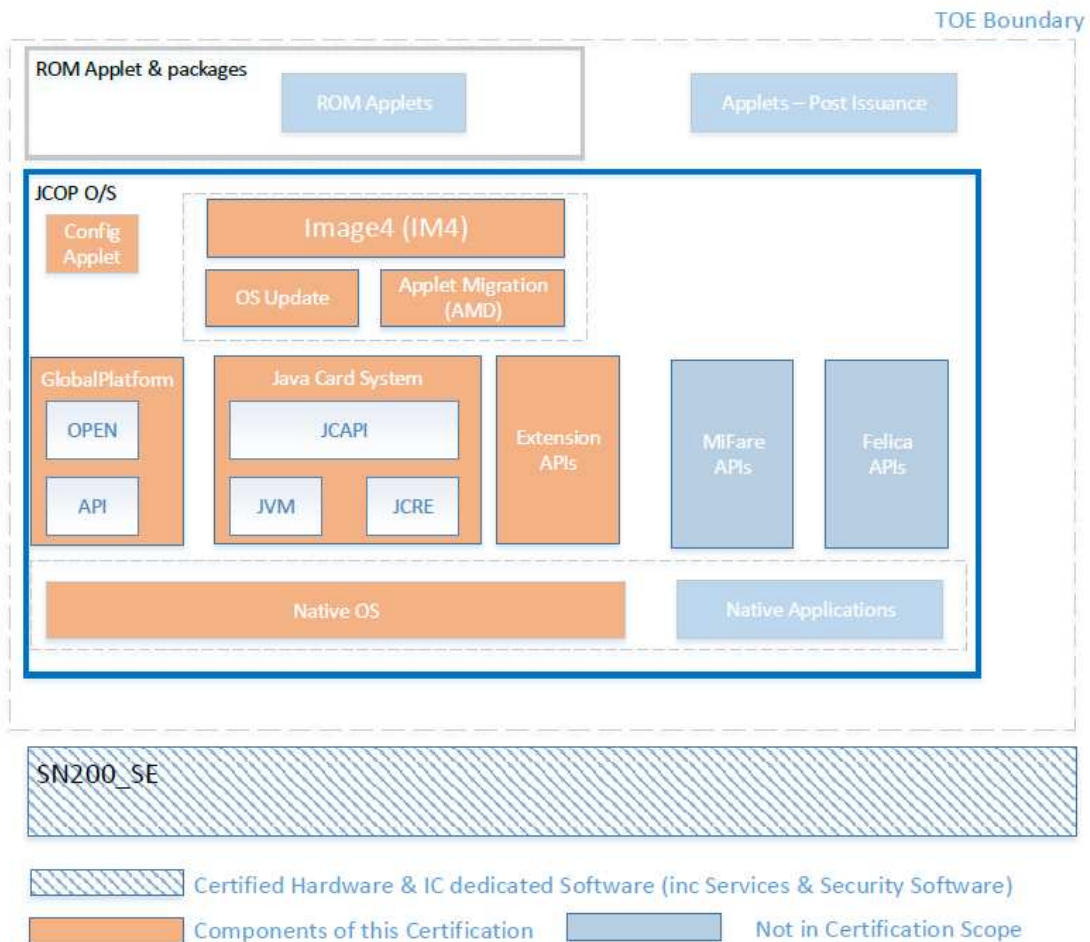 TOE Boundary
ROM Applet & packages
ROM Applets
Applets – Post Issuance
JCOP O/S
Config
Applet
Image4 (IM4)
OS Update
Applet Migration
(AMD)
GlobalPlatform
OPEN
API
Java Card System
JCAPI
JVM
JCRE
Extension
APIs
MiFare
APIs
Felica
APIs
Native OS
Native Applications
SN200_SE
Certified Hardware & IC dedicated Software (inc Services & Security Software)
Components of this Certification
Not in Certification Scope